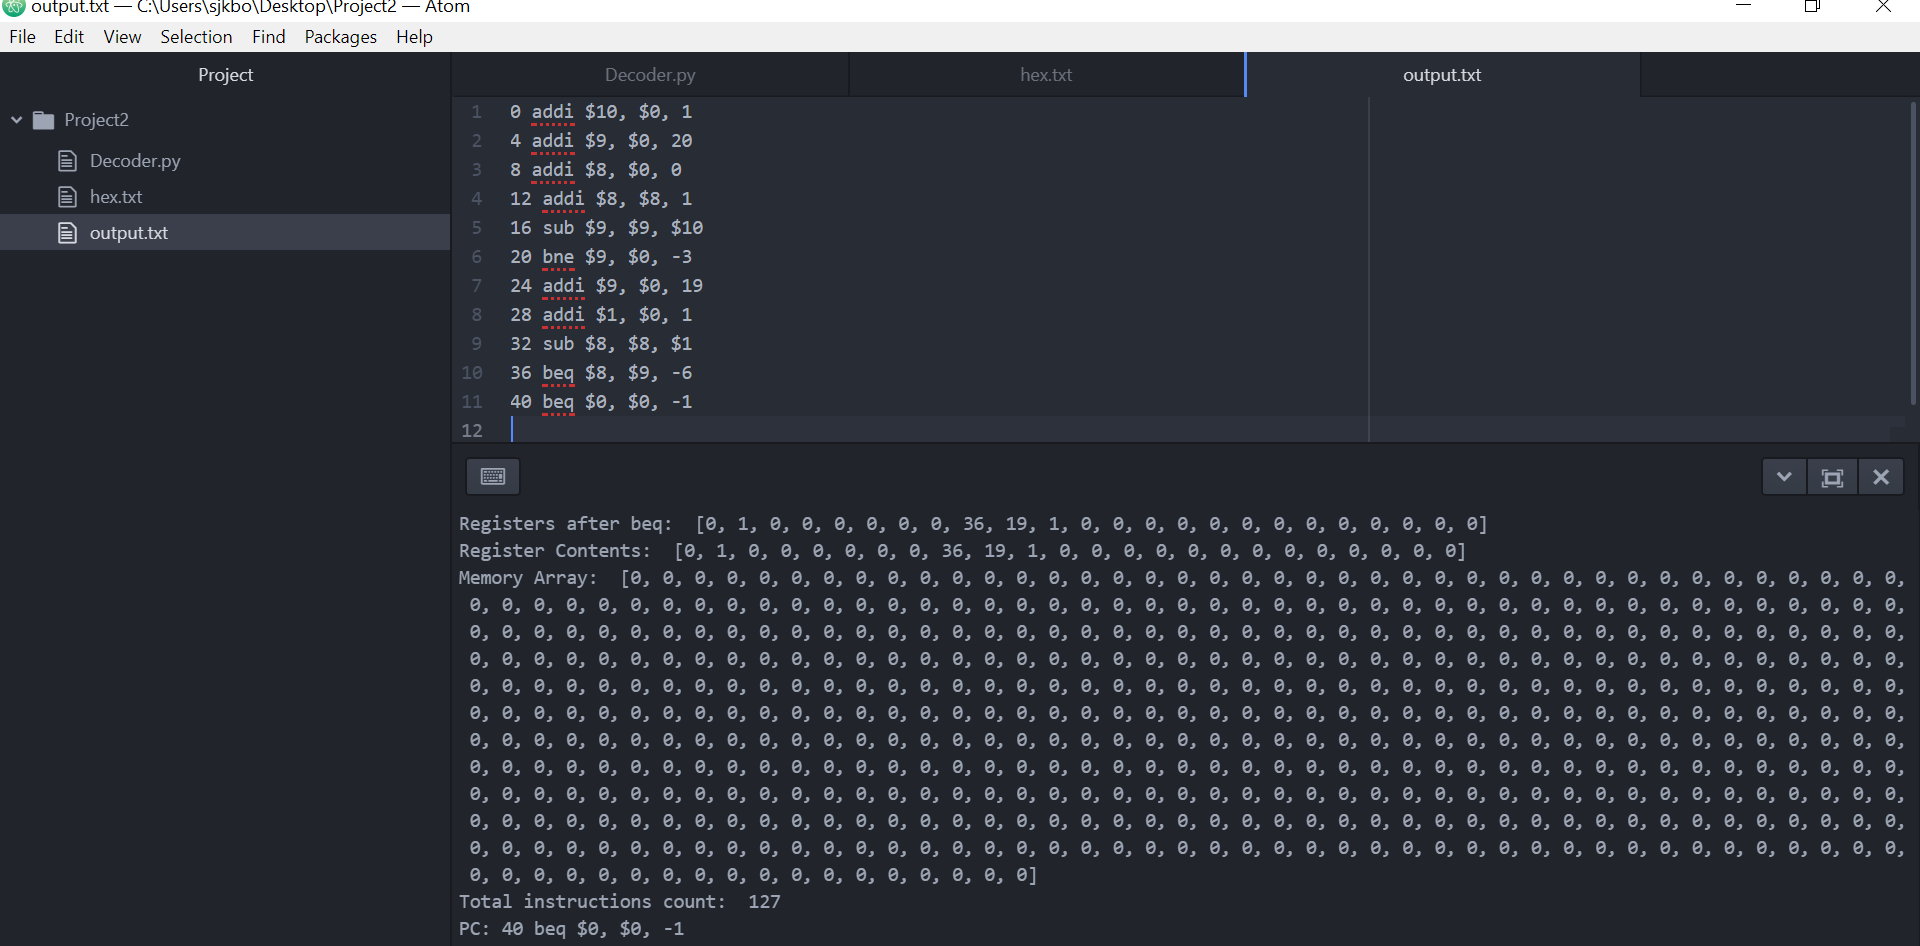 output.txt — C:\Users\sjkbo\Desktop\Project2 — Atom
File Edit View Selection Find Packages Help
Project
Decoder.py
hex.txt
output.txt
Project2
Decoder.py
hex.txt
output.txt
1 0 addi $10, $0, 1
2 4 addi $9, $0, 20
3 8 addi $8, $0, 0
4 12 addi $8, $8, 1
5 16 sub $9, $9, $10
6 20 bne $9, $0, -3
7 24 addi $9, $0, 19
8 28 addi $1, $0, 1
9 32 sub $8, $8, $1
10 36 beq $8, $9, -6
11 40 beq $0, $0, -1
12
Registers after beq:  [0, 1, 0, 0, 0, 0, 0, 0, 36, 19, 1, 0, 0, 0, 0, 0, 0, 0, 0, 0, 0, 0, 0, 0]
Register Contents:  [0, 1, 0, 0, 0, 0, 0, 0, 36, 19, 1, 0, 0, 0, 0, 0, 0, 0, 0, 0, 0, 0, 0, 0]
Memory Array:  [0, 0, 0, 0, 0, 0, 0, 0, 0, 0, 0, 0, 0, 0, 0, 0, 0, 0, 0, 0, 0, 0, 0, 0, 0, 0, 0, 0, 0, 0, 0, 0, 0, 0, 0, 0, 0, 0, 0, 0,
0, 0, 0, 0, 0, 0, 0, 0, 0, 0, 0, 0, 0, 0, 0, 0, 0, 0, 0, 0, 0, 0, 0, 0, 0, 0, 0, 0, 0, 0, 0, 0, 0, 0, 0, 0, 0, 0, 0, 0, 0, 0, 0, 0, 0,
0, 0, 0, 0, 0, 0, 0, 0, 0, 0, 0, 0, 0, 0, 0, 0, 0, 0, 0, 0, 0, 0, 0, 0, 0, 0, 0, 0, 0, 0, 0, 0, 0, 0, 0, 0, 0, 0, 0, 0, 0, 0, 0, 0, 0,
0, 0, 0, 0, 0, 0, 0, 0, 0, 0, 0, 0, 0, 0, 0, 0, 0, 0, 0, 0, 0, 0, 0, 0, 0, 0, 0, 0, 0, 0, 0, 0, 0, 0, 0, 0, 0, 0, 0, 0, 0, 0, 0, 0, 0,
0, 0, 0, 0, 0, 0, 0, 0, 0, 0, 0, 0, 0, 0, 0, 0, 0, 0, 0, 0, 0, 0, 0, 0, 0, 0, 0, 0, 0, 0, 0, 0, 0, 0, 0, 0, 0, 0, 0, 0, 0, 0, 0, 0, 0,
0, 0, 0, 0, 0, 0, 0, 0, 0, 0, 0, 0, 0, 0, 0, 0, 0, 0, 0, 0, 0, 0, 0, 0, 0, 0, 0, 0, 0, 0, 0, 0, 0, 0, 0, 0, 0, 0, 0, 0, 0, 0, 0, 0, 0,
0, 0, 0, 0, 0, 0, 0, 0, 0, 0, 0, 0, 0, 0, 0, 0, 0, 0, 0, 0, 0, 0, 0, 0, 0, 0, 0, 0, 0, 0, 0, 0, 0, 0, 0, 0, 0, 0, 0, 0, 0, 0, 0, 0, 0,
0, 0, 0, 0, 0, 0, 0, 0, 0, 0, 0, 0, 0, 0, 0, 0, 0, 0, 0, 0, 0, 0, 0, 0, 0, 0, 0, 0, 0, 0, 0, 0, 0, 0, 0, 0, 0, 0, 0, 0, 0, 0, 0, 0, 0,
0, 0, 0, 0, 0, 0, 0, 0, 0, 0, 0, 0, 0, 0, 0, 0, 0, 0, 0, 0, 0, 0, 0, 0, 0, 0, 0, 0, 0, 0, 0, 0, 0, 0, 0, 0, 0, 0, 0, 0, 0, 0, 0, 0, 0,
0, 0, 0, 0, 0, 0, 0, 0, 0, 0, 0, 0, 0, 0, 0, 0, 0, 0, 0, 0, 0, 0, 0, 0, 0, 0, 0, 0, 0, 0, 0, 0, 0, 0, 0, 0, 0, 0, 0, 0, 0, 0, 0, 0, 0,
0, 0, 0, 0, 0, 0, 0, 0, 0, 0, 0, 0, 0, 0, 0, 0, 0, 0, 0, 0, 0, 0, 0, 0, 0, 0, 0, 0, 0, 0, 0, 0, 0, 0, 0, 0, 0, 0, 0, 0, 0, 0, 0, 0, 0,
0, 0, 0, 0, 0, 0, 0, 0, 0, 0, 0, 0, 0, 0, 0, 0, 0, 0]
Total instructions count:  127
PC: 40 beq $0, $0, -1